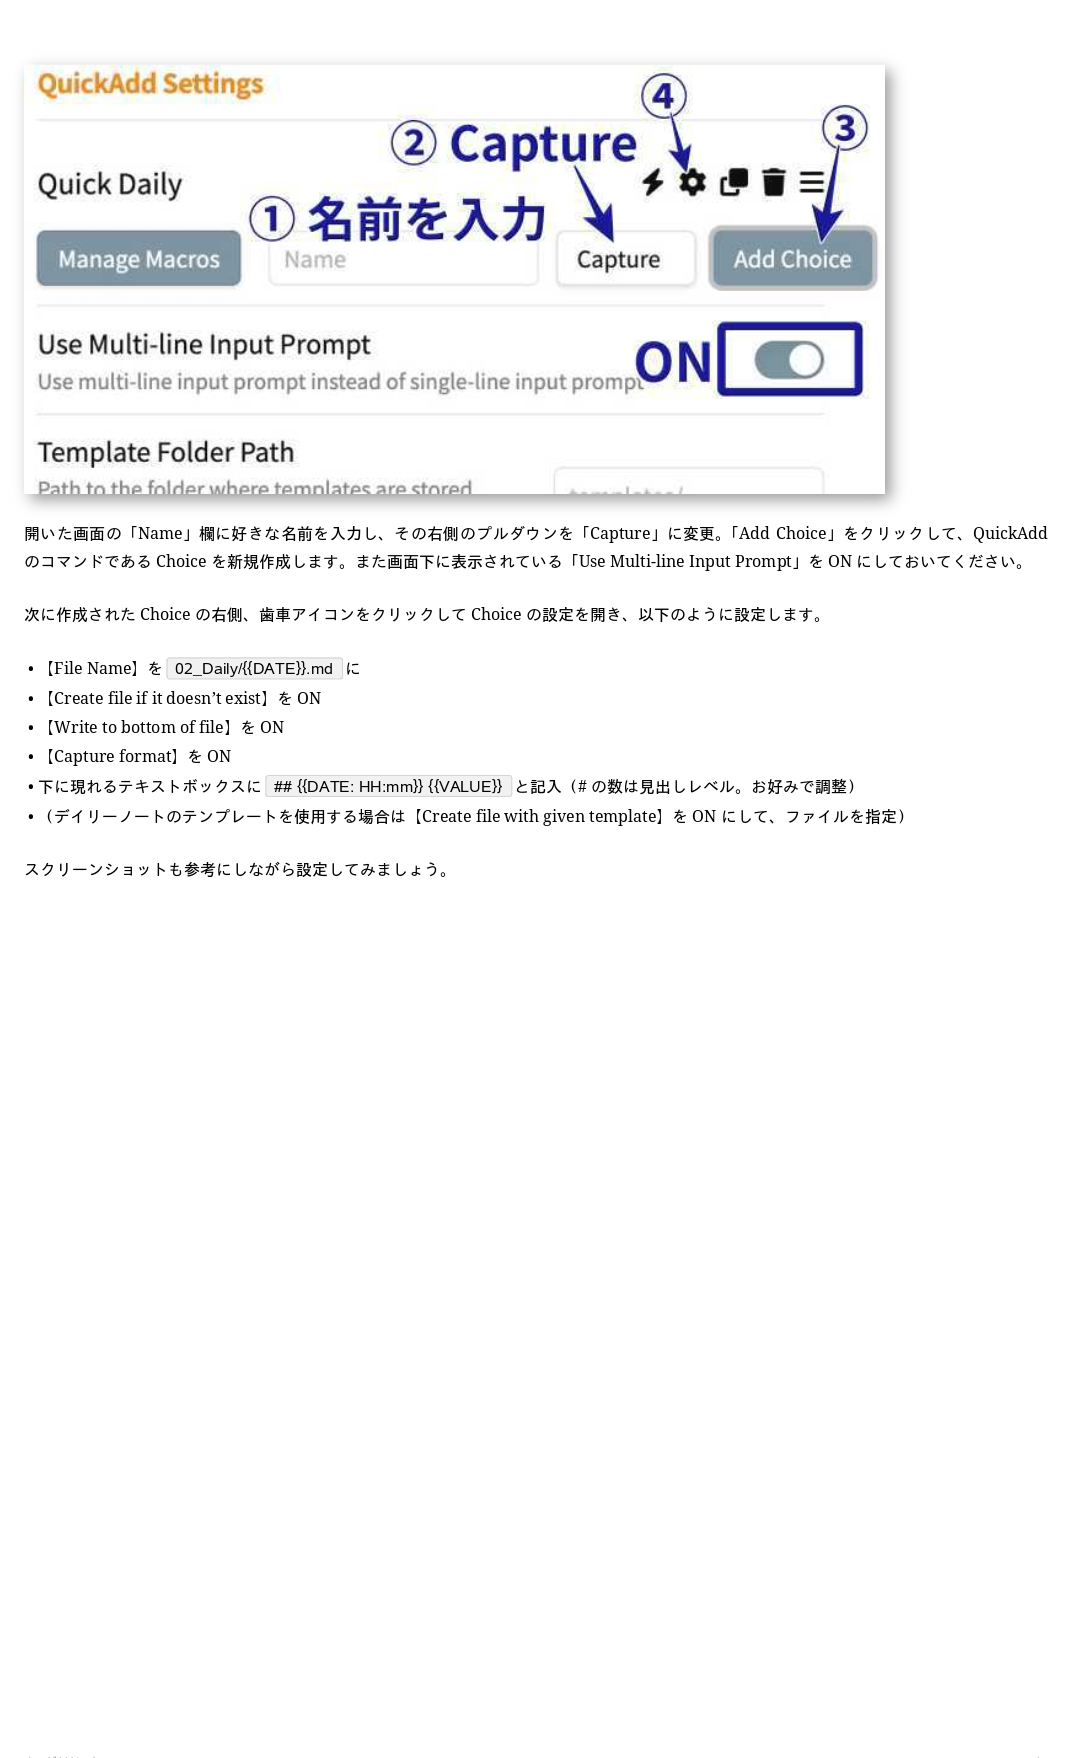 QuickAdd Settings
④
③
② Capture
Quick Daily
① 名前を入力
Manage Macros Name Capture Add Choice
Use Multi-line Input Prompt
ON
Use multi-line input prompt instead of single-line input prompt
Template Folder Path
Path to the folder where templates are stored
templates/
開いた画面の「Name」欄に好きな名前を入力し、その右側のプルダウンを「Capture」に変更。「Add Choice」をクリックして、QuickAdd
のコマンドである Choice を新規作成します。また画面下に表示されている「Use Multi-line Input Prompt」を ON にしておいてください。
次に作成された Choice の右側、歯車アイコンをクリックして Choice の設定を開き、以下のように設定します。
• 【File Name】を 02_Daily/{{DATE}}.md に
• 【Create file if it doesn’t exist】を ON
• 【Write to bottom of file】を ON
• 【Capture format】を ON
• 下に現れるテキストボックスに ## {{DATE: HH:mm}} {{VALUE}} と記入（# の数は見出しレベル。お好みで調整）
• （デイリーノートのテンプレートを使用する場合は【Create file with given template】を ON にして、ファイルを指定）
スクリーンショットも参考にしながら設定してみましょう。